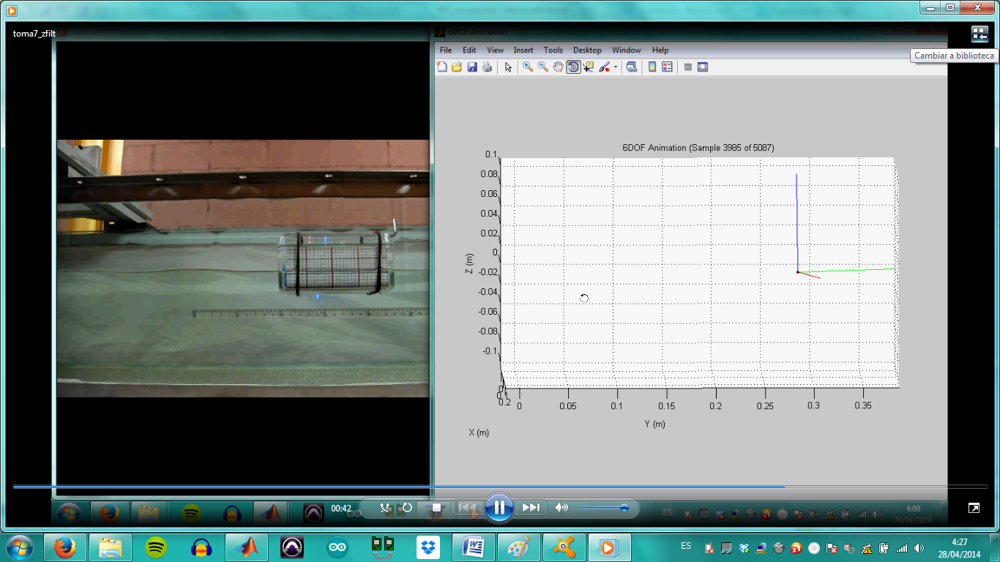 toma7_zfilt
6DOF Animation
Cambiar a biblioteca
File Edit View Insert Tools Desktop Window Help
6DOF Animation (Sample 3985 of 5087)
0.1
0.08
0.06
0.04
0.02
0
-0.02
-0.04
-0.06
-0.08
-0.1
Z (m)
0
0.2
0 0.05 0.1 0.15 0.2 0.25 0.3 0.35
Y (m)
X (m)
00:42
ES
4:09
24/04/2014
ES
4:27
28/04/2014